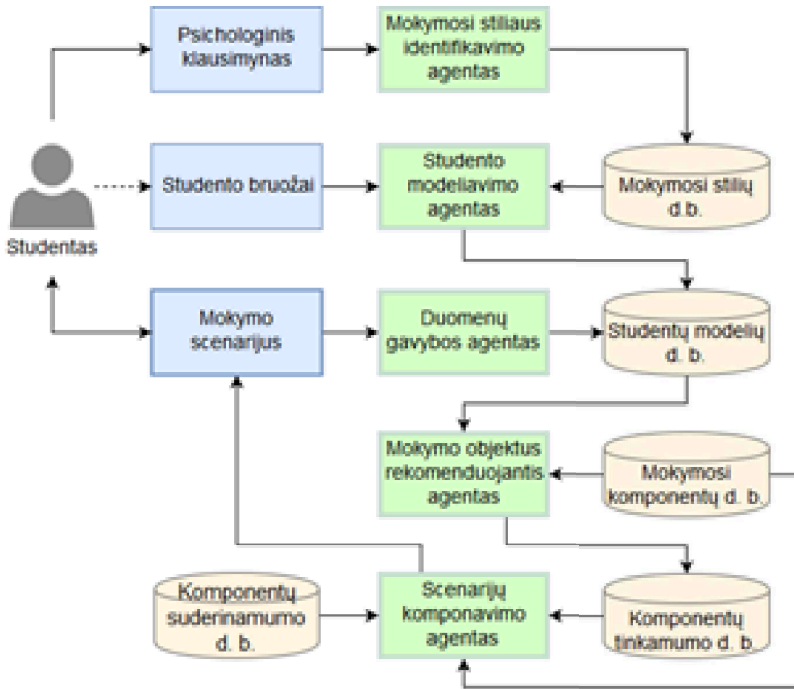 Psichologinis
klausimynas
Mokymosi stiliaus
identifikavimo
agentas
Studentas
Studento bruožai
Studento
modeliavimo
agentas
Mokymosi stilių
d.b.
Mokymo
scenarijus
Duomenų
gavybos agentas
Studentų modelių
d. b.
Mokymo objektus
rekomenduojantis
agentas
Mokymosi
komponentų d. b.
Komponentų
suderinamumo
d. b.
Scenarijų
komponavimo
agentas
Komponentų
tinkamumo d. b.